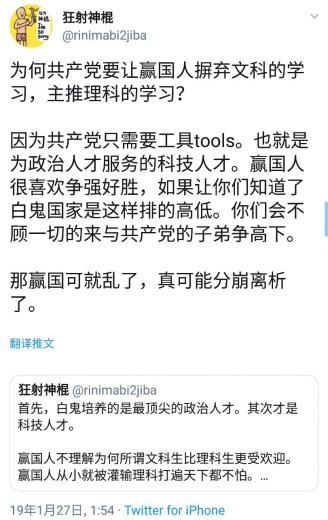 狂射神棍
@rinimabi2jiba
为何共产党要让赢国人摒弃文科的学
习，主推理科的学习？
因为共产党只需要工具tools。也就是
为政治人才服务的科技人才。赢国人
很喜欢争强好胜，如果让你们知道了
白鬼国家是这样排的高低。你们会不
顾一切的来与共产党的子弟争高下。
那赢国可就乱了，真可能分崩离析
了。
翻译推文
狂射神棍 @rinimabi2jiba
首先，白鬼培养的是最顶尖的政治人才。其次才是
科技人才。
赢国人不理解为何所谓文科生比理科生更受欢迎。
赢国人从小就被灌输理科打遍天下都不怕。...
19年1月27日, 1:54 · Twitter for iPhone